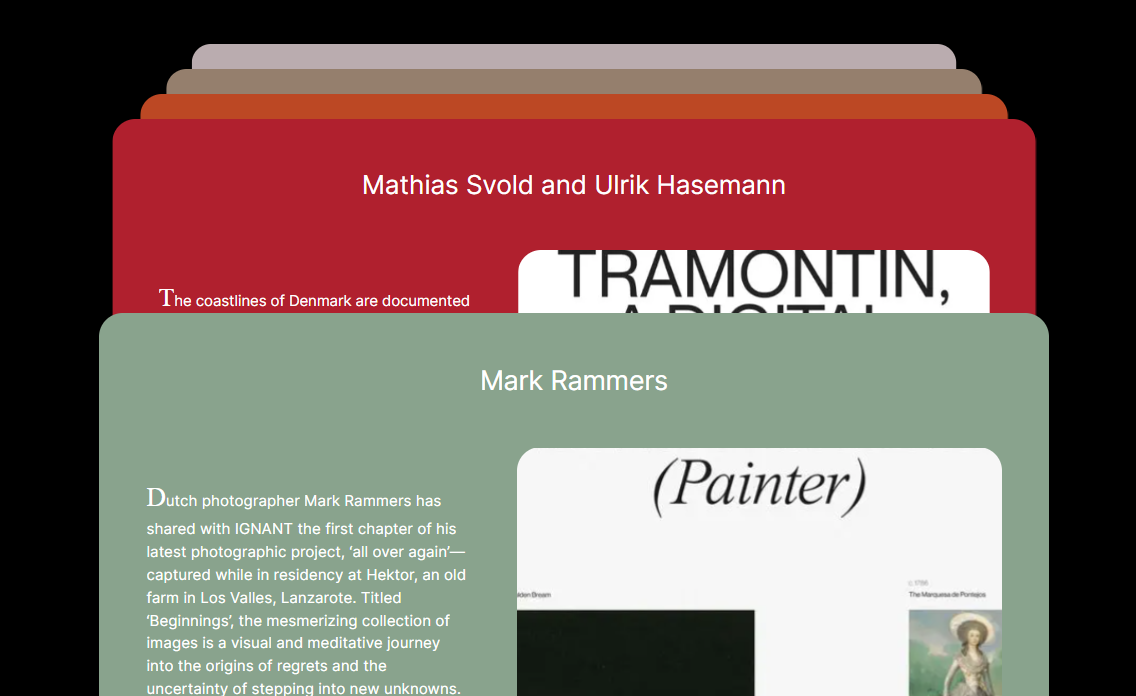 Mathias Svold and Ulrik Hasemann
The coastlines of Denmark are documented
TRAMONTIN,
A DIGITAL
Mark Rammers
Dutch photographer Mark Rammers has
shared with IGNANT the first chapter of his
latest photographic project, ‘all over again’—
captured while in residency at Hektor, an old
farm in Los Valles, Lanzarote. Titled
‘Beginnings’, the mesmerizing collection of
images is a visual and meditative journey
into the origins of regrets and the
uncertainty of stepping into new unknowns.
(Painter)
lden Dream
The Marquesa de Pontejos